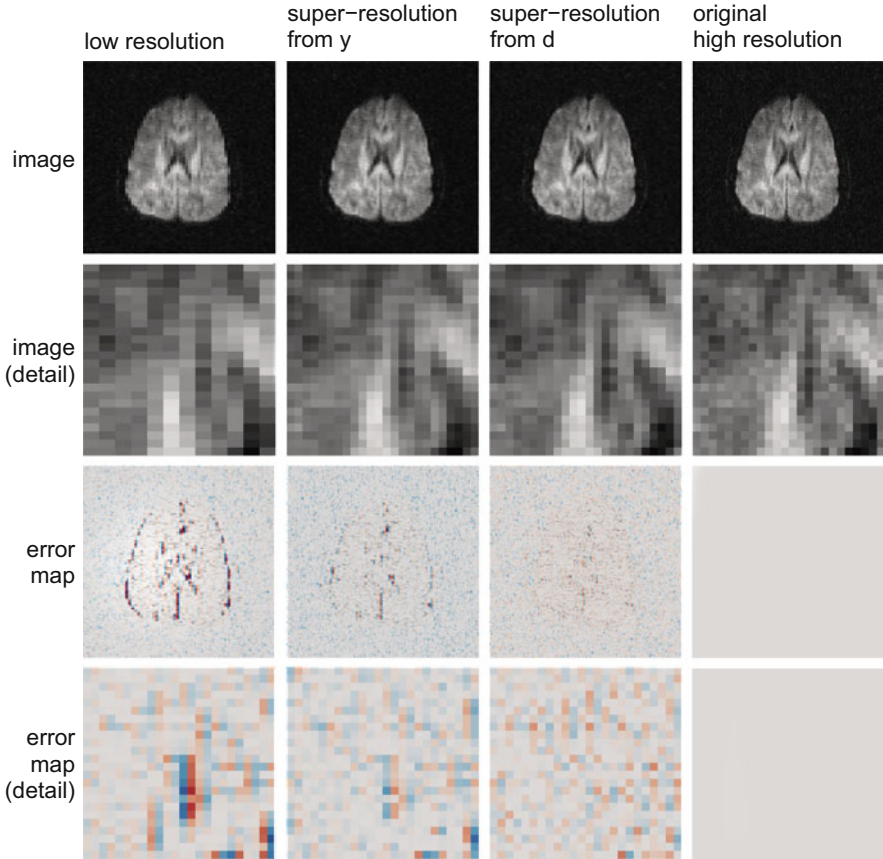 low resolution
super−resolution
from y
super−resolution
from d
original
high resolution
image
image
(detail)
error
map
error
map
(detail)